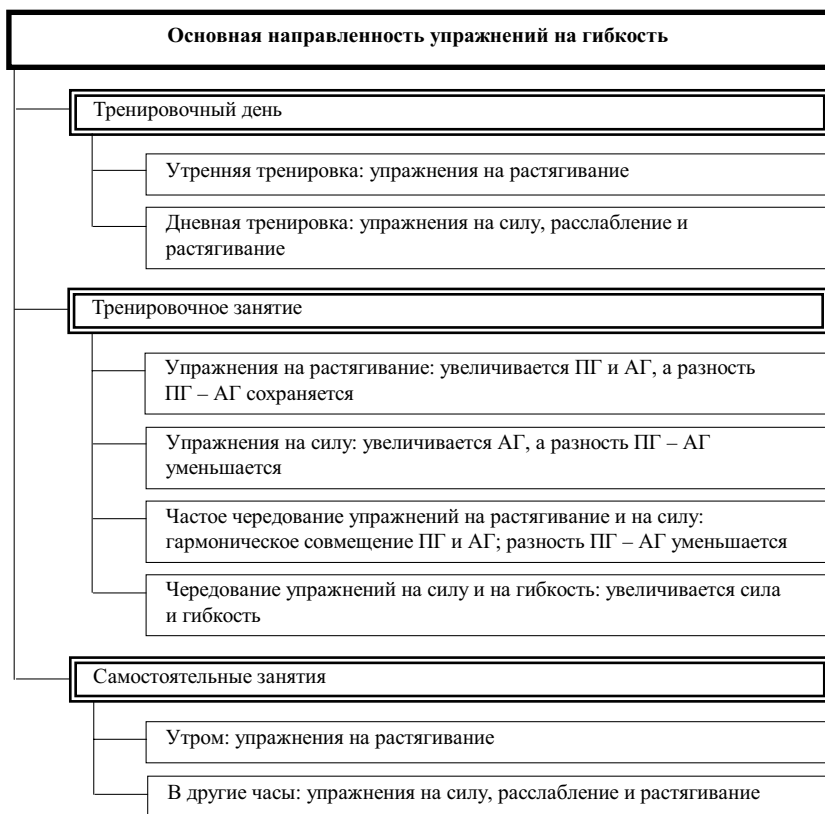 Основная направленность упражнений на гибкость
Тренировочный день
Утренняя тренировка: упражнения на растягивание
Дневная тренировка: упражнения на силу, расслабление и
растягивание
Тренировочное занятие
Упражнения на растягивание: увеличивается ПГ и АГ, а разность
ПГ – АГ сохраняется
Упражнения на силу: увеличивается АГ, а разность ПГ – АГ
уменьшается
Частое чередование упражнений на растягивание и на силу:
гармоническое совмещение ПГ и АГ; разность ПГ – АГ уменьшается
Чередование упражнений на силу и на гибкость: увеличивается сила
и гибкость
Самостоятельные занятия
Утром: упражнения на растягивание
В другие часы: упражнения на силу, расслабление и растягивание